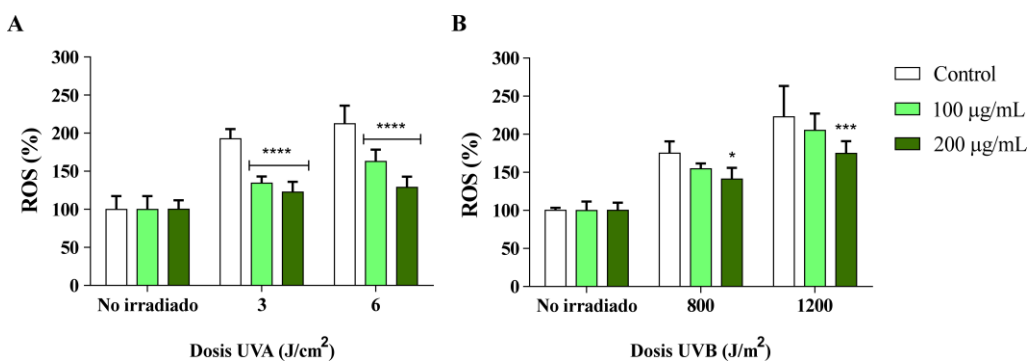 A
ROS (%)
300
250
200
150
100
50
0
****
****
No irradiado
3
6
Dosis UVA (J/cm²)
B
ROS (%)
300
250
200
150
100
50
0
*
***
No irradiado
800
1200
Dosis UVB (J/m²)
Control
100 µg/mL
200 µg/mL